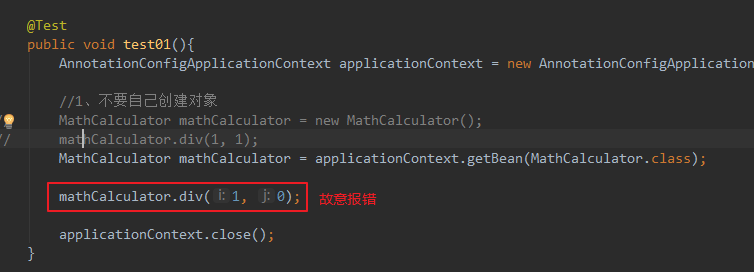 @Test
public void test01(){
AnnotationConfigApplicationContext applicationContext = new AnnotationConfigApplication
//1、不要自己创建对象
// MathCalculator mathCalculator = new MathCalculator();
// mathCalculator.div(1, 1);
MathCalculator mathCalculator = applicationContext.getBean(MathCalculator.class);
mathCalculator.div( i: 1, j: 0); 故意报错
applicationContext.close();
}